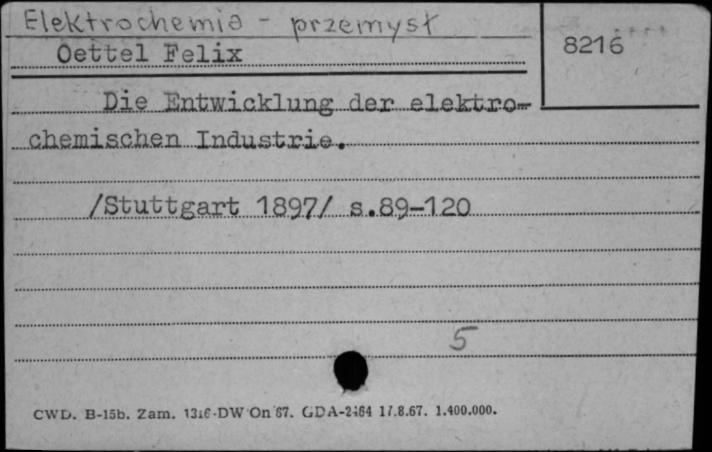 Elektrochemia - przemysł
8216
Oettel Felix
Die Entwicklung der elektro-
chemischen Industrie.
/Stuttgart 1897/ s.89-120
5
CWD. B-15b. Zam. 1316-DW On 67. GDA-2464 17.8.67. 1.400.000.